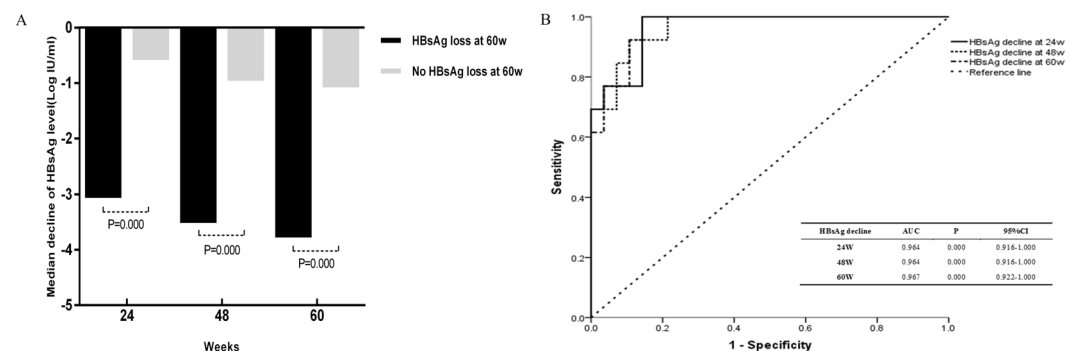 A
Median decline of HBsAg level(Log IU/ml)
0
-1
-2
-3
-4
-5
P=0.000
P=0.000
P=0.000
24
48
60
Weeks
HBsAg loss at 60w
No HBsAg loss at 60w
B
Sensitivity
1.0
0.8
0.6
0.4
0.2
0.0
0.0
0.2
0.4
0.6
0.8
1.0
1 - Specificity
HBsAg decline at 24w
HBsAg decline at 48w
HBsAg decline at 60w
Reference line
HBsAg decline AUC P 95%CI
24W 0.964 0.000 0.916-1.000
48W 0.964 0.000 0.916-1.000
60W 0.967 0.000 0.922-1.000